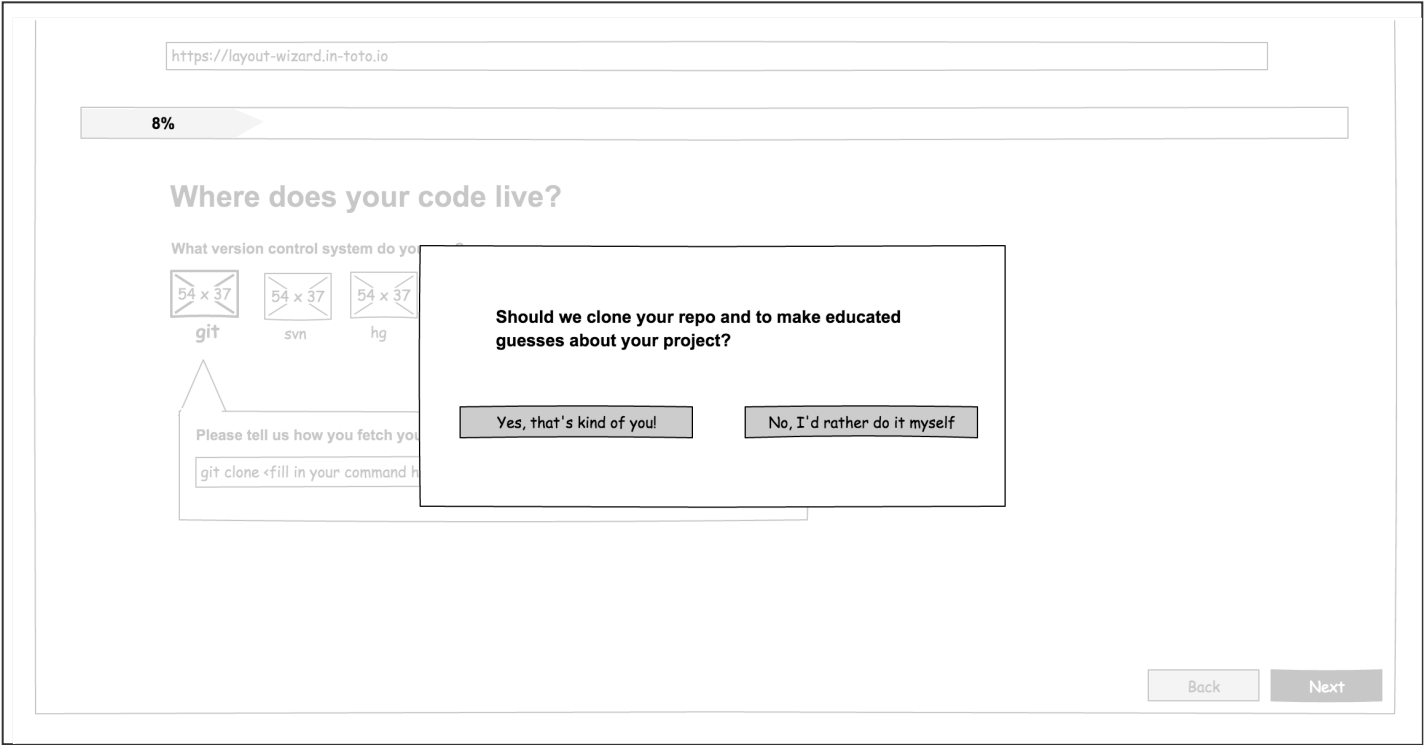 https://layout-wizard.in-toto.io
8%
Where does your code live?
What version control system do
54 x 37 54 x 37 54 x 37
git svn hg
Should we clone your repo and to make educated
guesses about your project?
Yes, that's kind of you! No, I'd rather do it myself
Please tell us how you fetch
git clone <fill in your command
Back Next